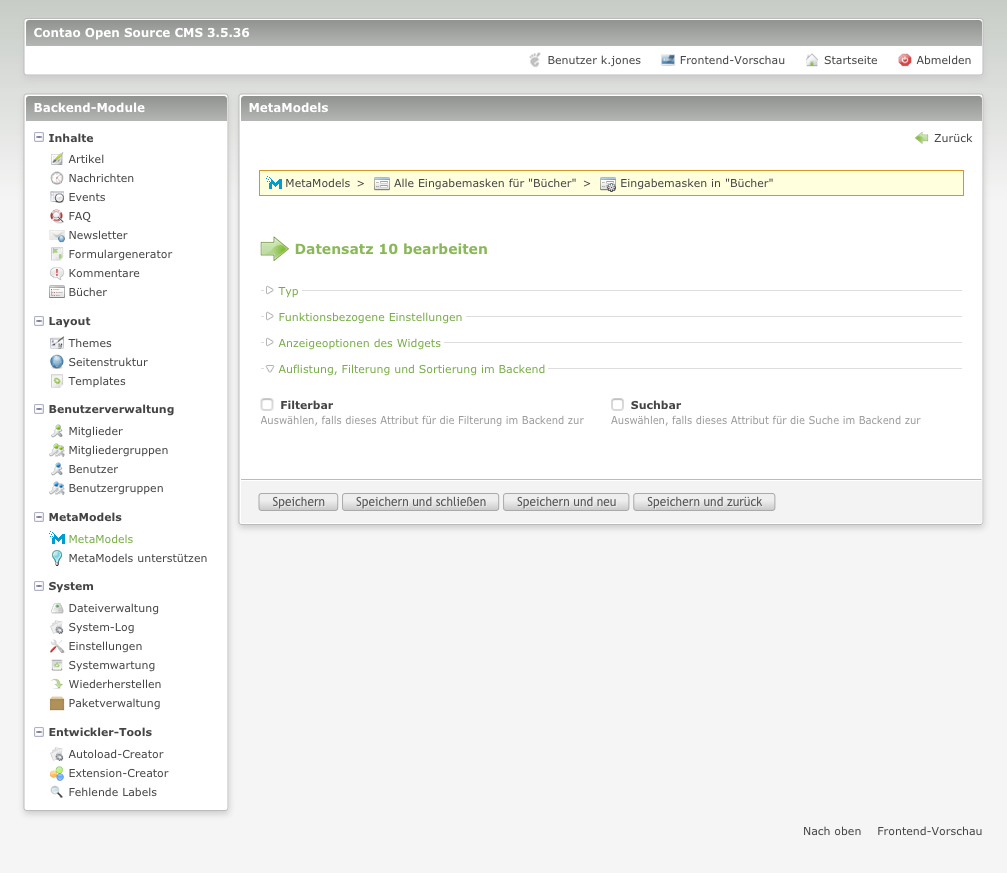 Contao Open Source CMS 3.5.36
Benutzer k.jones Frontend-Vorschau Startseite Abmelden
Backend-Module
Inhalte
Artikel
Nachrichten
Events
FAQ
Newsletter
Formulargenerator
Kommentare
Bücher
Layout
Themes
Seitenstruktur
Templates
Benutzerverwaltung
Mitglieder
Mitgliedergruppen
Benutzer
Benutzergruppen
MetaModels
MetaModels
MetaModels unterstützen
System
Dateiverwaltung
System-Log
Einstellungen
Systemwartung
Wiederherstellen
Paketverwaltung
Entwickler-Tools
Autoload-Creator
Extension-Creator
Fehlende Labels
MetaModels
Zurück
MetaModels > Alle Eingabemasken für "Bücher" > Eingabemasken in "Bücher"
Datensatz 10 bearbeiten
Typ
Funktionsbezogene Einstellungen
Anzeigeoptionen des Widgets
Auflistung, Filterung und Sortierung im Backend
Filterbar
Auswählen, falls dieses Attribut für die Filterung im Backend zur
Suchbar
Auswählen, falls dieses Attribut für die Suche im Backend zur
Speichern Speichern und schließen Speichern und neu Speichern und zurück
Nach oben Frontend-Vorschau